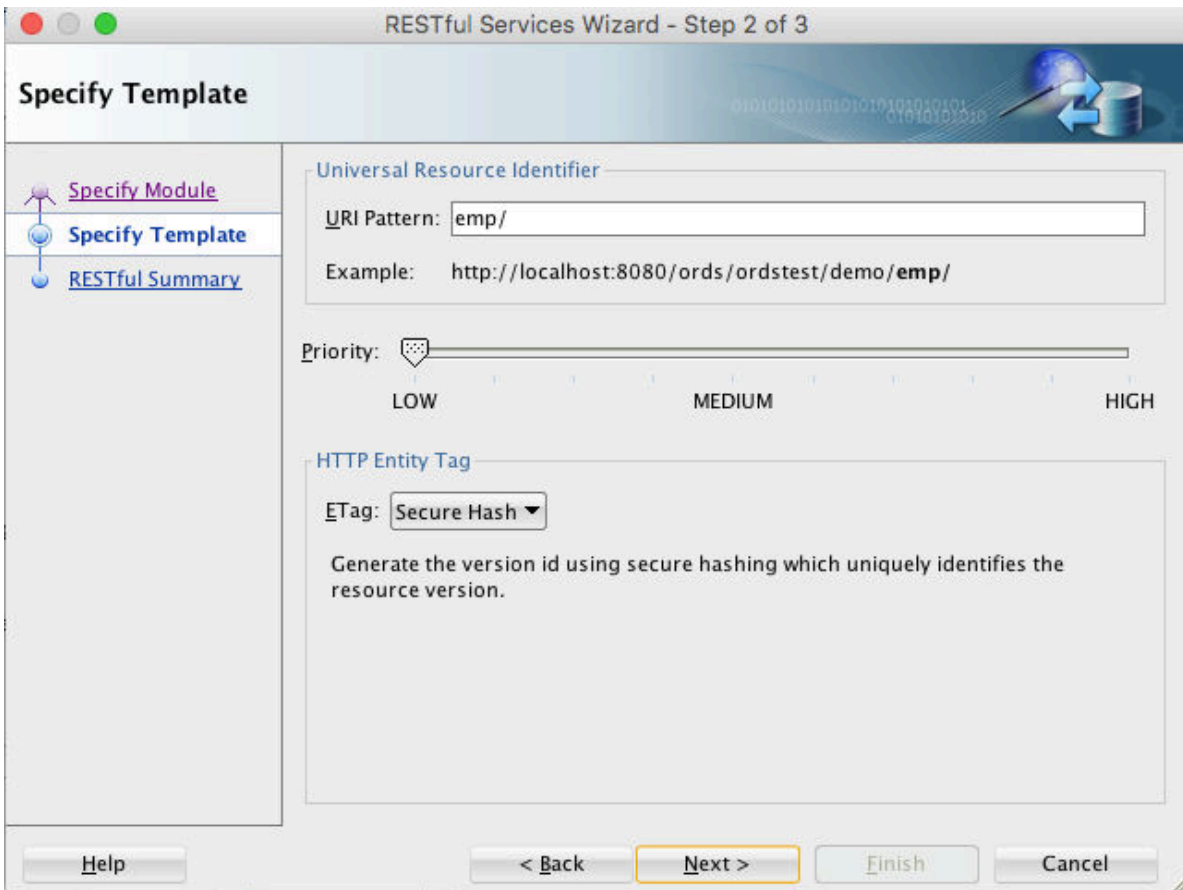 RESTful Services Wizard - Step 2 of 3
Specify Template
Specify Module
Specify Template
RESTful Summary
Universal Resource Identifier
URI Pattern: emp/
Example: http://localhost:8080/ords/ordstest/demo/emp/
Priority:
LOW MEDIUM HIGH
HTTP Entity Tag
ETag: Secure Hash
Generate the version id using secure hashing which uniquely identifies the
resource version.
Help < Back Next > Finish Cancel